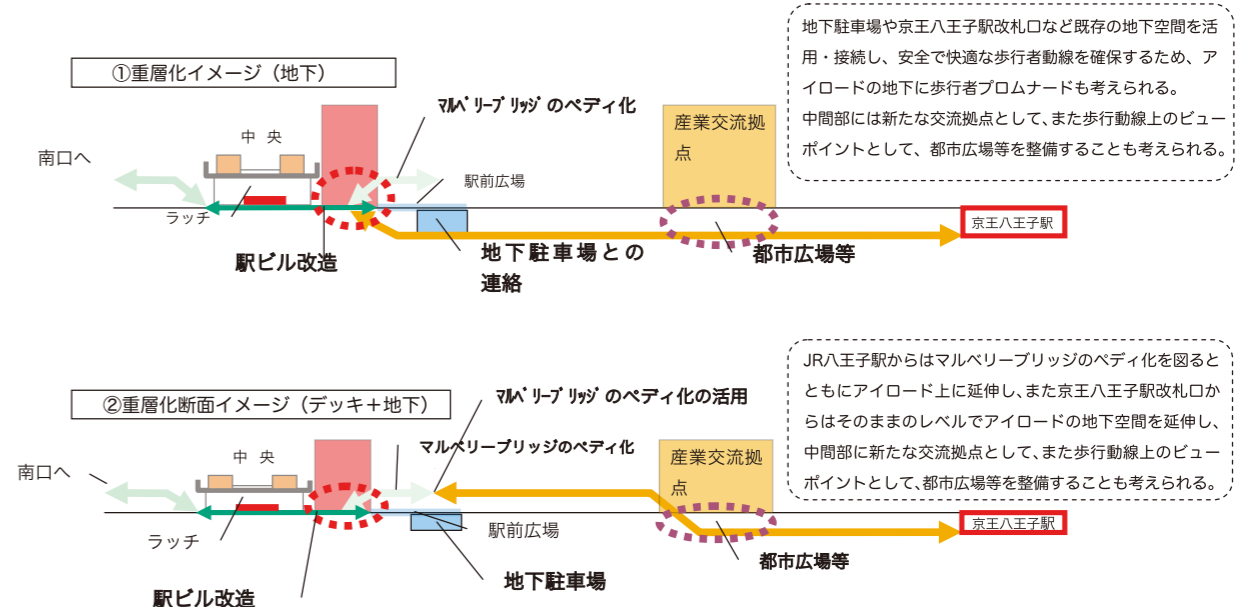 ①重層化イメージ（地下）
地下駐車場や京王八王子駅改札口など既存の地下空間を活
用・接続し、安全で快適な歩行者動線を確保するため、ア
イロードの地下に歩行者プロムナードも考えられる。
中間部には新たな交流拠点として、また歩行動線上のビュー
ポイントとして、都市広場等を整備することも考えられる。
マルベリーブリッジのペディ化
中 央
南口へ
産業交流拠
点
駅前広場
ラッチ
京王八王子駅
駅ビル改造
地下駐車場との
連絡
都市広場等
②重層化断面イメージ（デッキ＋地下）
JR八王子駅からはマルベリーブリッジのペディ化を図ると
ともにアイロード上に延伸し、また京王八王子駅改札口か
らはそのままのレベルでアイロードの地下空間を延伸し、
中間部に新たな交流拠点として、また歩行動線上のビュー
ポイントとして、都市広場等を整備することも考えられる。
マルベリーブリッジのペディ化の活用
マルベリーブリッジのペディ化
中 央
南口へ
産業交流拠
点
ラッチ
駅前広場
京王八王子駅
都市広場等
地下駐車場
駅ビル改造